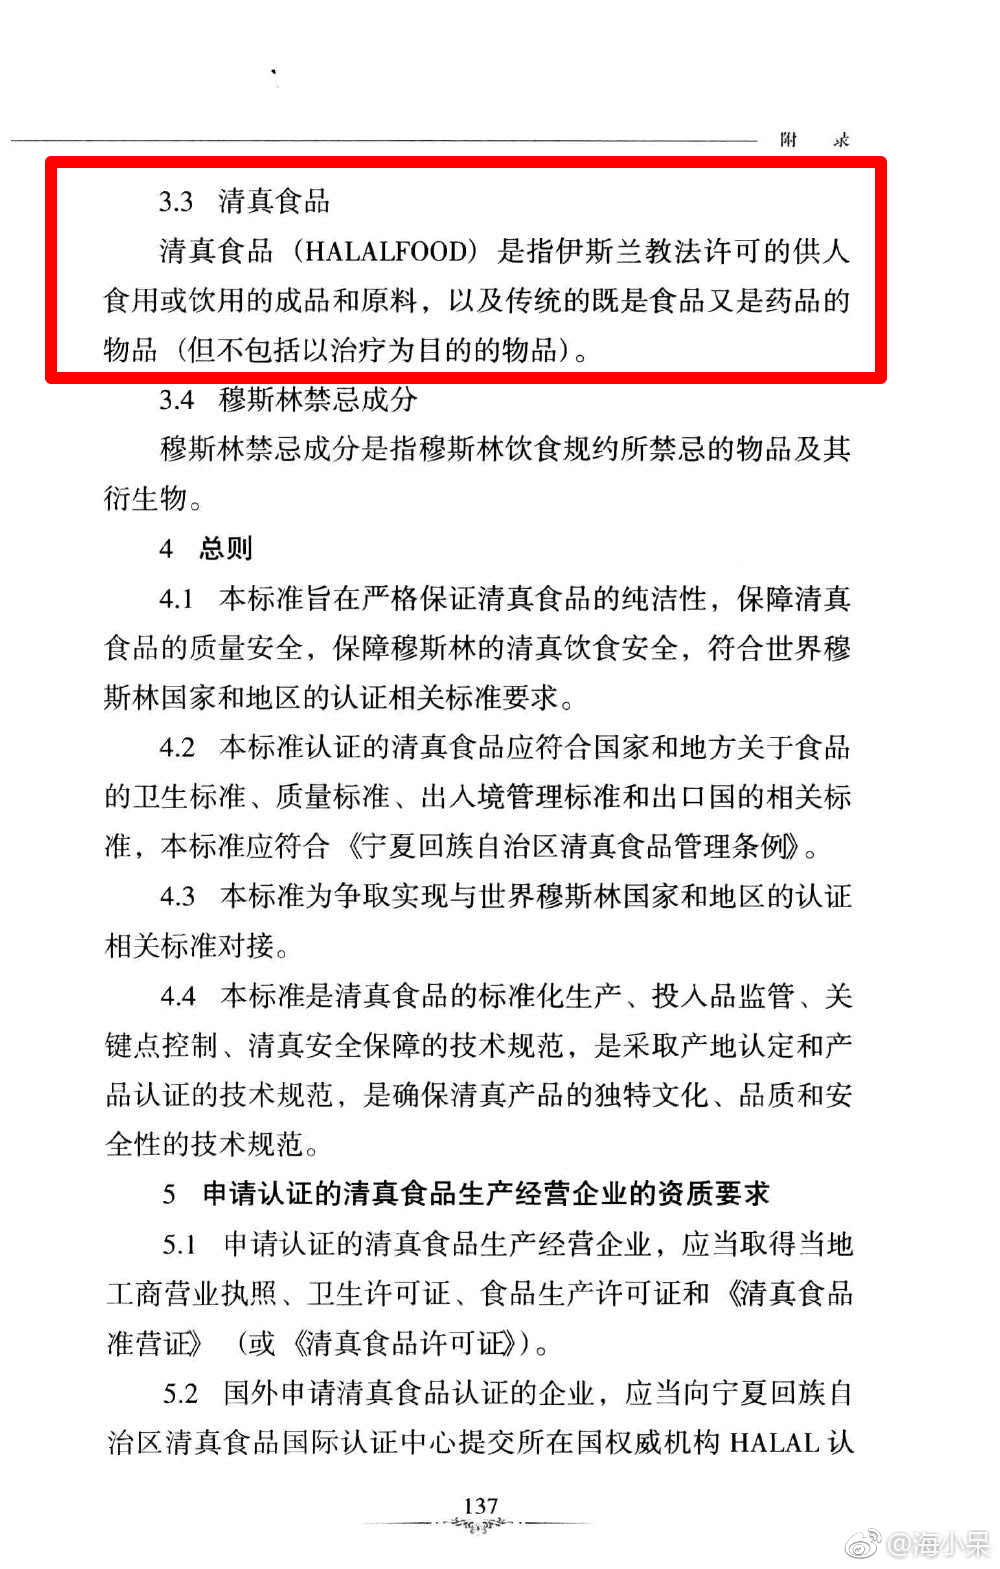 附 录
3.3 清真食品
清真食品（HALALFOOD）是指伊斯兰教法许可的供人
食用或饮用的成品和原料，以及传统的既是食品又是药品的
物品（但不包括以治疗为目的的物品）。
3.4 穆斯林禁忌成分
穆斯林禁忌成分是指穆斯林饮食规约所禁忌的物品及其
衍生物。
4 总则
4.1 本标准旨在严格保证清真食品的纯洁性，保障清真
食品的质量安全，保障穆斯林的清真饮食安全，符合世界穆
斯林国家和地区的认证相关标准要求。
4.2 本标准认证的清真食品应符合国家和地方关于食品
的卫生标准、质量标准、出入境管理标准和出口国的相关标
准，本标准应符合《宁夏回族自治区清真食品管理条例》。
4.3 本标准为争取实现与世界穆斯林国家和地区的认证
相关标准对接。
4.4 本标准是清真食品的标准化生产、投入品监管、关
键点控制、清真安全保障的技术规范，是采取产地认定和产
品认证的技术规范，是确保清真产品的独特文化、品质和安
全性的技术规范。
5 申请认证的清真食品生产经营企业的资质要求
5.1 申请认证的清真食品生产经营企业，应当取得当地
工商营业执照、卫生许可证、食品生产许可证和《清真食品
准营证》（或《清真食品许可证》）。
5.2 国外申请清真食品认证的企业，应当向宁夏回族自
治区清真食品国际认证中心提交所在国权威机构 HALAL 认
137
@海小呆